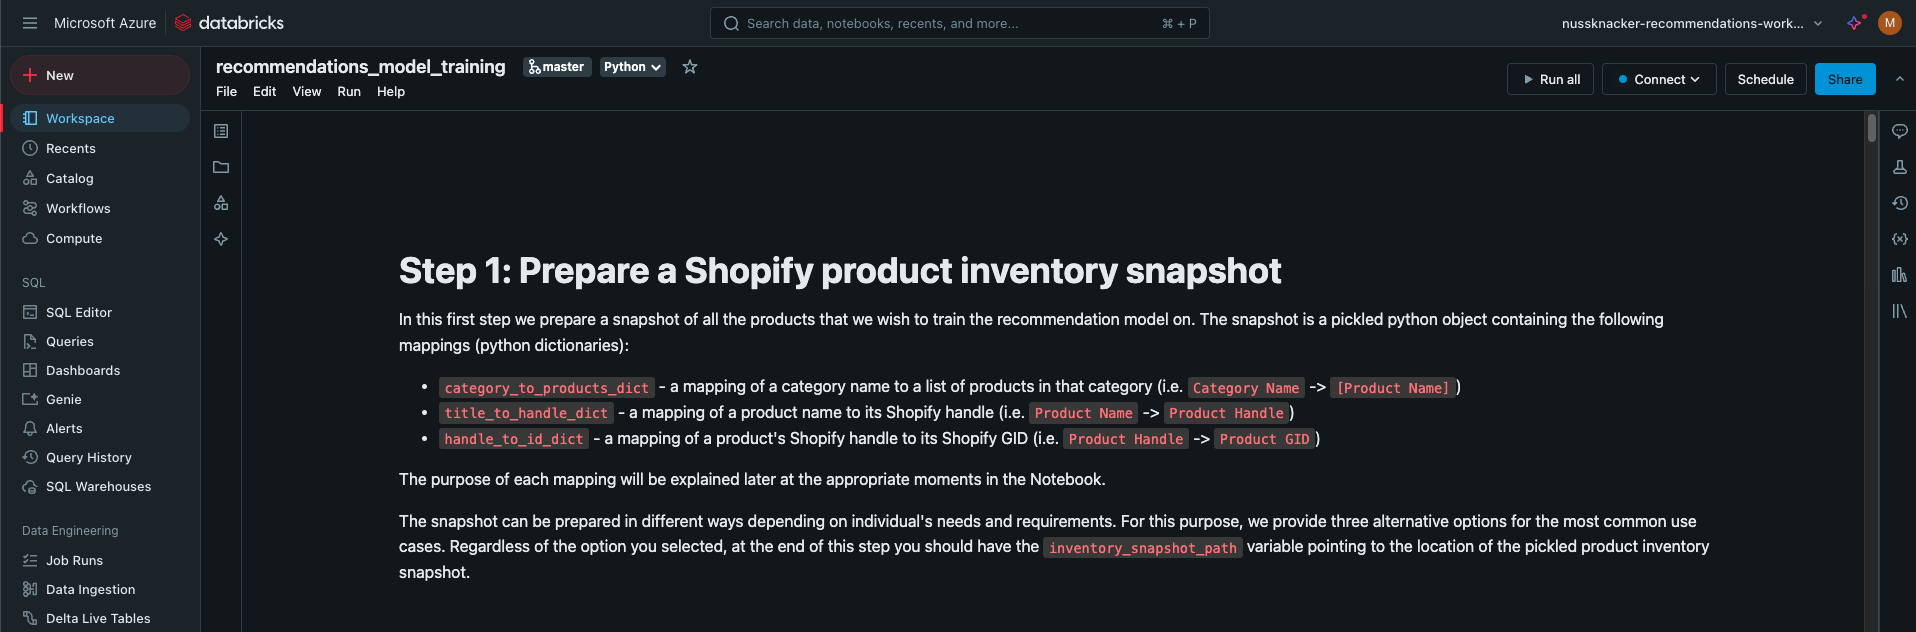 Microsoft Azure databricks Search data, notebooks, recents, and more... ⌘ + P nussknacker-recommendations-work... M
New
Workspace
Recents
Catalog
Workflows
Compute
SQL
SQL Editor
Queries
Dashboards
Genie
Alerts
Query History
SQL Warehouses
Data Engineering
Job Runs
Data Ingestion
Delta Live Tables
recommendations_model_training master Python
File Edit View Run Help
Run all Connect Schedule Share
Step 1: Prepare a Shopify product inventory snapshot
In this first step we prepare a snapshot of all the products that we wish to train the recommendation model on. The snapshot is a pickled python object containing the following
mappings (python dictionaries):
• category_to_products_dict - a mapping of a category name to a list of products in that category (i.e. Category Name -> [Product Name])
• title_to_handle_dict - a mapping of a product name to its Shopify handle (i.e. Product Name -> Product Handle)
• handle_to_id_dict - a mapping of a product's Shopify handle to its Shopify GID (i.e. Product Handle -> Product GID)
The purpose of each mapping will be explained later at the appropriate moments in the Notebook.
The snapshot can be prepared in different ways depending on individual's needs and requirements. For this purpose, we provide three alternative options for the most common use
cases. Regardless of the option you selected, at the end of this step you should have the inventory_snapshot_path variable pointing to the location of the pickled product inventory
snapshot.